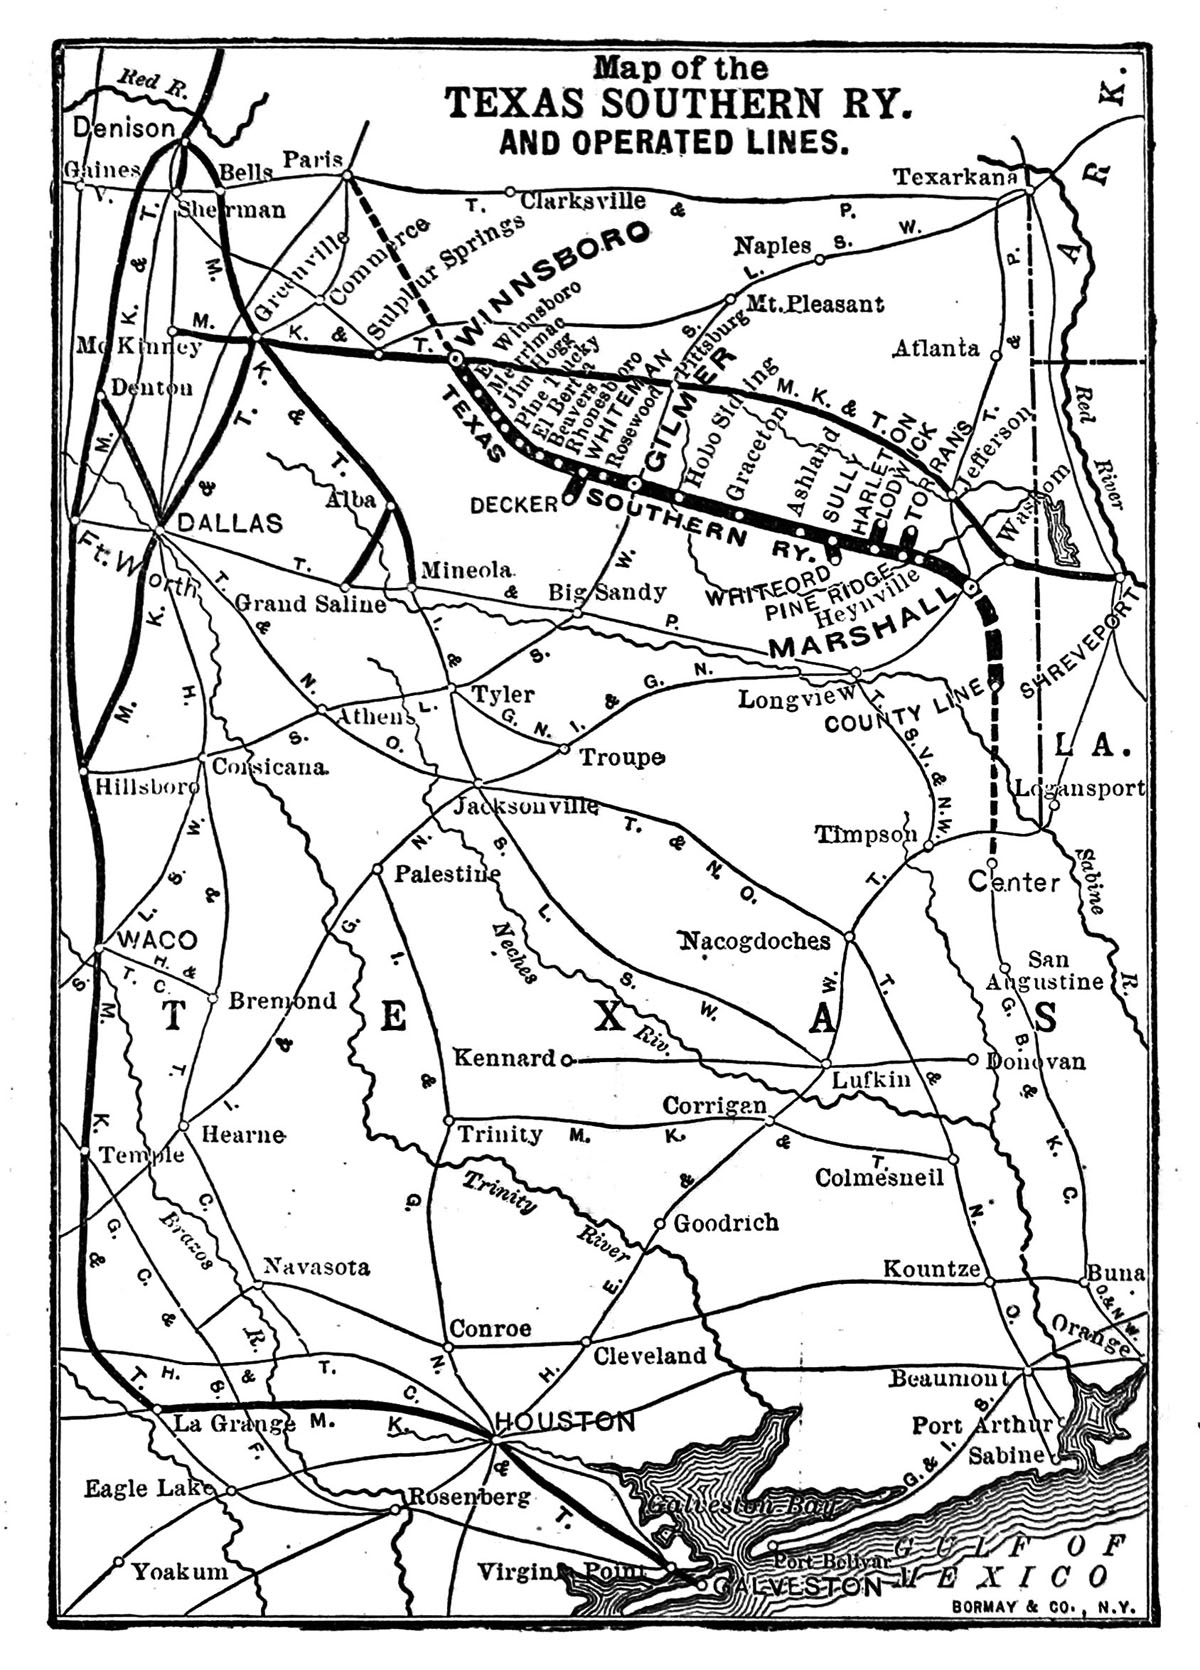 Map of the
TEXAS SOUTHERN RY.
AND OPERATED LINES.
Red R.
Denison
Gaines
V.
Bells
Paris
Sherman
Clarksville
T.
&
P.
Texarkana
A R K.
Naples
S.
W.
L.
Mt. Pleasant
Greenville
Commerce
Sulphur Springs
WINNSBORO
E. Winnsboro
Merrimac
Jim Hogg
Pine Tucky
El Berta
Beavers
Rhonesboro
WHITEMAN
Rosewood
GILMER
Pittsburg
Hobo Siding
Graceton
Ashland
SULLY
HARLETON
CLODWICK
TORRANS
Jefferson
M. K. & T.
Atlanta
T. & P.
Red River
Waskom
McKinney
M. K. & T.
Denton
M. K. & T.
DALLAS
Ft. Worth
Alba
DECKER
TEXAS SOUTHERN RY.
WHITEFORD
PINE RIDGE
Heynville
MARSHALL
SHREVEPORT
Mineola
Grand Saline
Big Sandy
T. & P.
Longview
COUNTY LINE
L A.
Logansport
Tyler
Athens
Troupe
I. & G. N.
T. & N. O.
T. S. V. & N. W.
Hillsboro
Corsicana
Jacksonville
Timpson
Center
Sabine R.
Palestine
Nacogdoches
San
Augustine
WACO
Neches Riv.
T E X A S
Bremond
H. & T. C.
G. B. & K. C.
Kennard
Lufkin
Donovan
Hearne
Corrigan
Trinity
M. K. & T.
Temple
Colmesneil
Trinity River
Goodrich
Brazos R.
Navasota
Kountze
Buna
O. & N. W.
Orange
Conroe
Cleveland
Beaumont
La Grange
M. K. & T.
HOUSTON
Port Arthur
Sabine
G. & I.
Eagle Lake
Rosenberg
Galveston Bay
Yoakum
Virginia Point
Port Bolivar
GALVESTON
GULF OF
MEXICO
BORMAY & CO., N.Y.